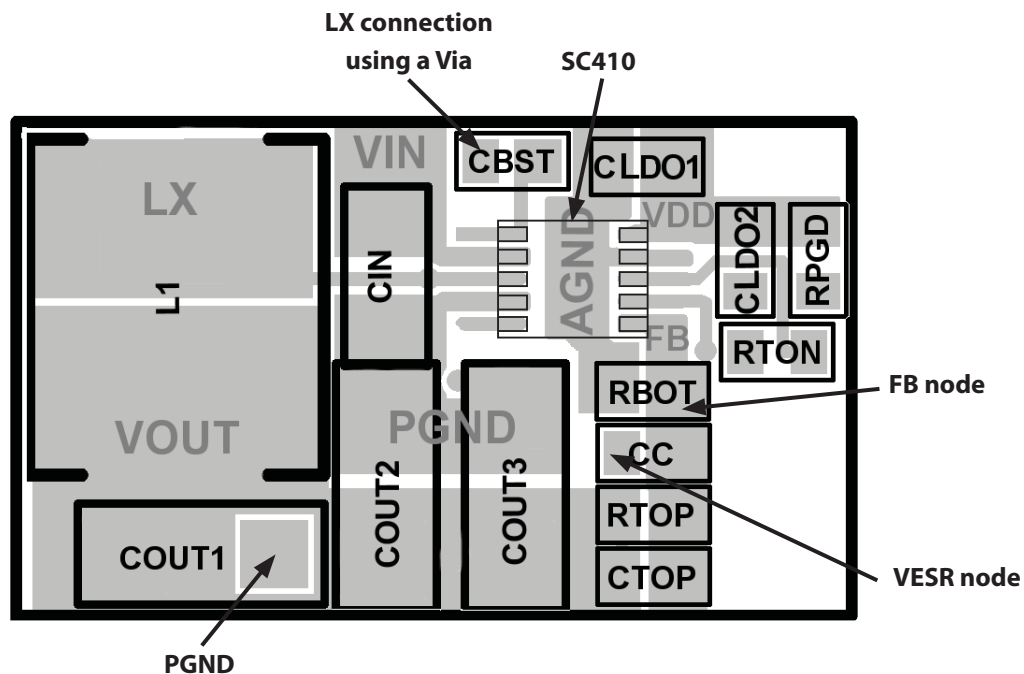 LX connection
using a Via
SC410
VIN
CBST
CLDO1
LX
VDD
CIN
AGND
CLDO2
RPGD
L1
FB
RTON
RBOT
FB node
VOUT
PGND
CC
COUT2
COUT3
RTOP
COUT1
CTOP
VESR node
PGND